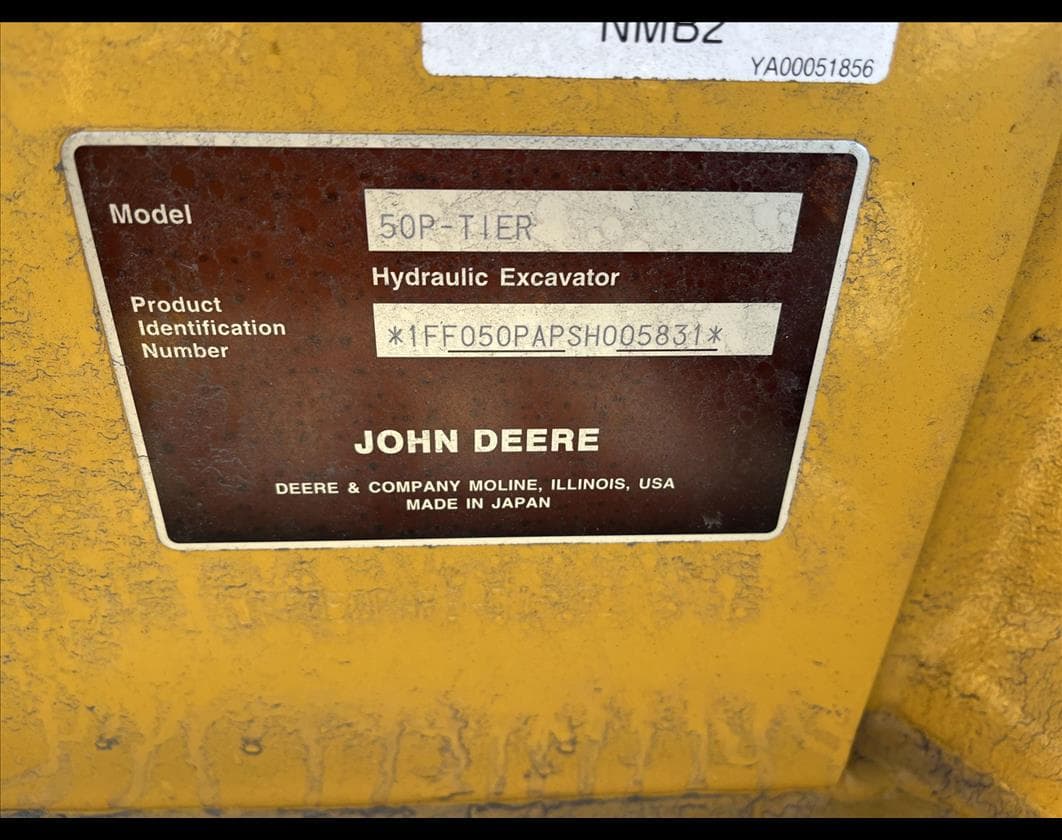 NMB2
YA00051856
Model
50P-TIER
Hydraulic Excavator
Product
Identification
Number
*1FF050PAPSH005831*
JOHN DEERE
DEERE & COMPANY MOLINE, ILLINOIS, USA
MADE IN JAPAN